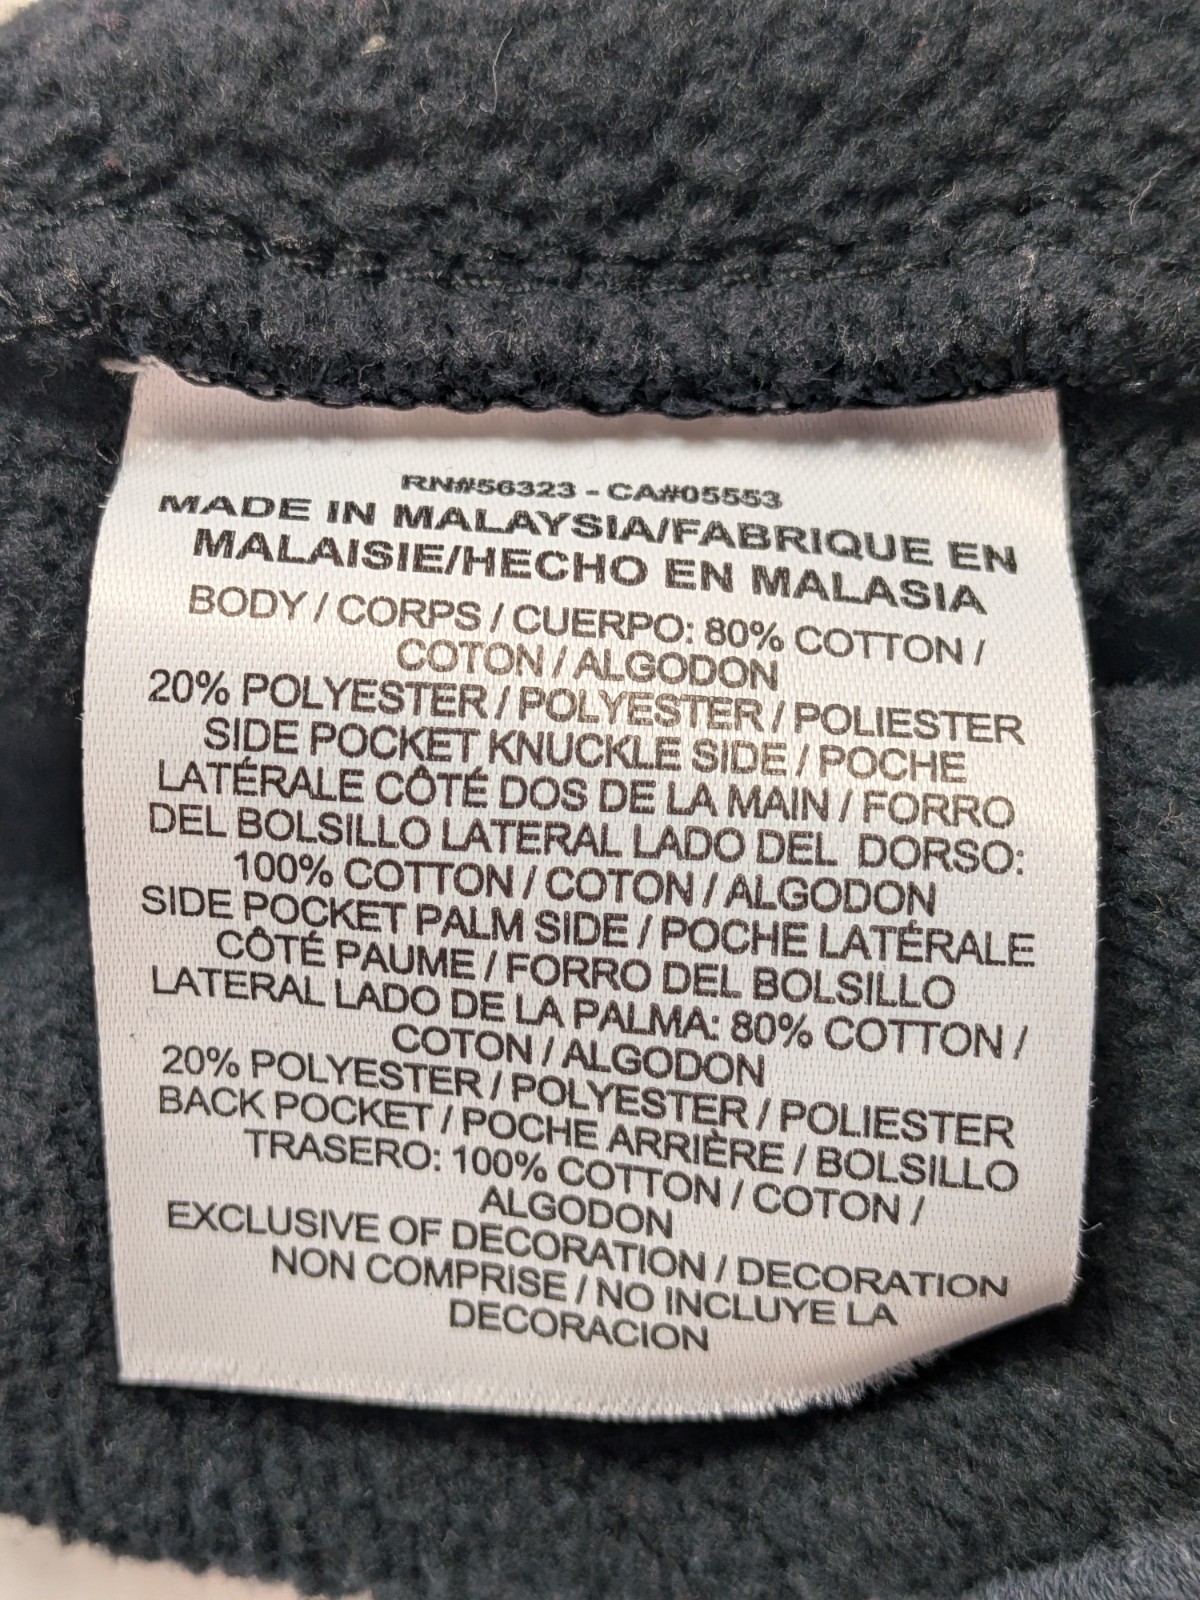 RN#56323 - CA#05553
MADE IN MALAYSIA/FABRIQUE EN
MALAISIE/HECHO EN MALASIA
BODY / CORPS / CUERPO: 80% COTTON /
COTON / ALGODON
20% POLYESTER / POLYESTER / POLIESTER
SIDE POCKET KNUCKLE SIDE / POCHE
LATÉRALE CÔTÉ DOS DE LA MAIN / FORRO
DEL BOLSILLO LATERAL LADO DEL DORSO:
100% COTTON / COTON / ALGODON
SIDE POCKET PALM SIDE / POCHE LATÉRALE
CÔTÉ PAUME / FORRO DEL BOLSILLO
LATERAL LADO DE LA PALMA: 80% COTTON /
COTON / ALGODON
20% POLYESTER / POLYESTER / POLIESTER
BACK POCKET / POCHE ARRIÈRE / BOLSILLO
TRASERO: 100% COTTON / COTON /
ALGODON
EXCLUSIVE OF DECORATION / DECORATION
NON COMPRISE / NO INCLUYE LA
DECORACION